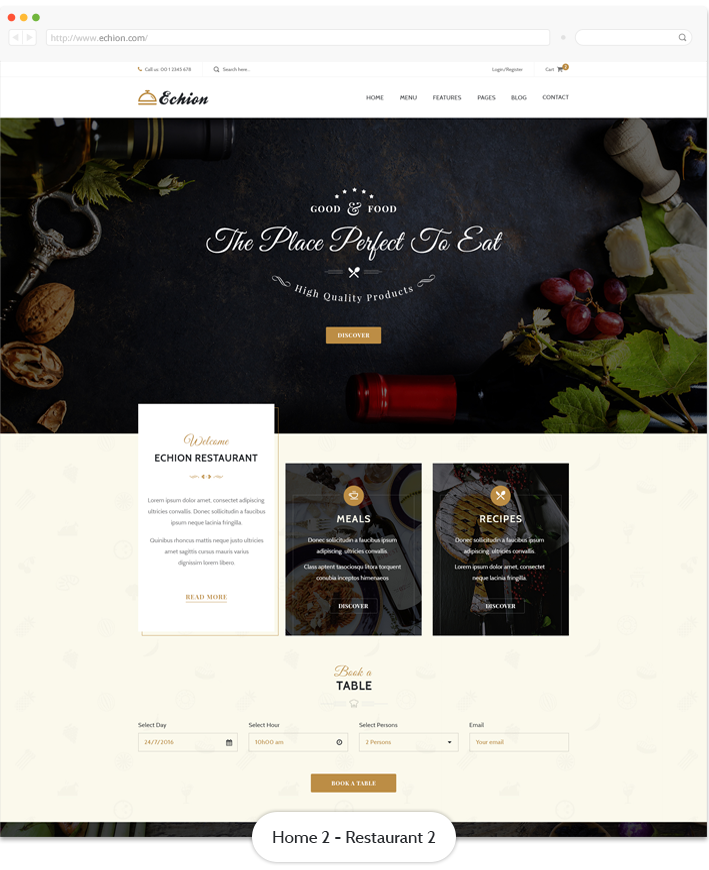 http://www.echion.com/
Call us: 00 1 2345 678
Search here..
Login/Register
Cart
2
Echion
HOME
MENU
FEATURES
PAGES
BLOG
CONTACT
GOOD & FOOD
The Place Perfect To Eat
High Quality Products
DISCOVER
Welcome
ECHION RESTAURANT
Lorem ipsum dolor amet, consectet adipiscing
ultricies convallis. Donec sollicitudin a faucibus
ipsum neque lacinia fringilla.
Quinibus rhoncus mattis neque justo ultricies
amet sagittis cursus mauris varius
dignissim lorem libero.
READ MORE
MEALS
Donec sollicitudin a faucibus ipsum
adipiscing ultricies convallis.
Class aptent tasociosqu litora torquent
conubia inceptos himenaeos
DISCOVER
RECIPES
Donec sollicitudin a faucibus ipsum
adipiscing ultricies convallis.
Lorem ipsum dolor amet, consectet
neque lacinia fringilla.
DISCOVER
Book a
TABLE
Select Day
24/7/2016
Select Hour
10h00 am
Select Persons
2 Persons
Email
Your email
BOOK A TABLE
Home 2 - Restaurant 2